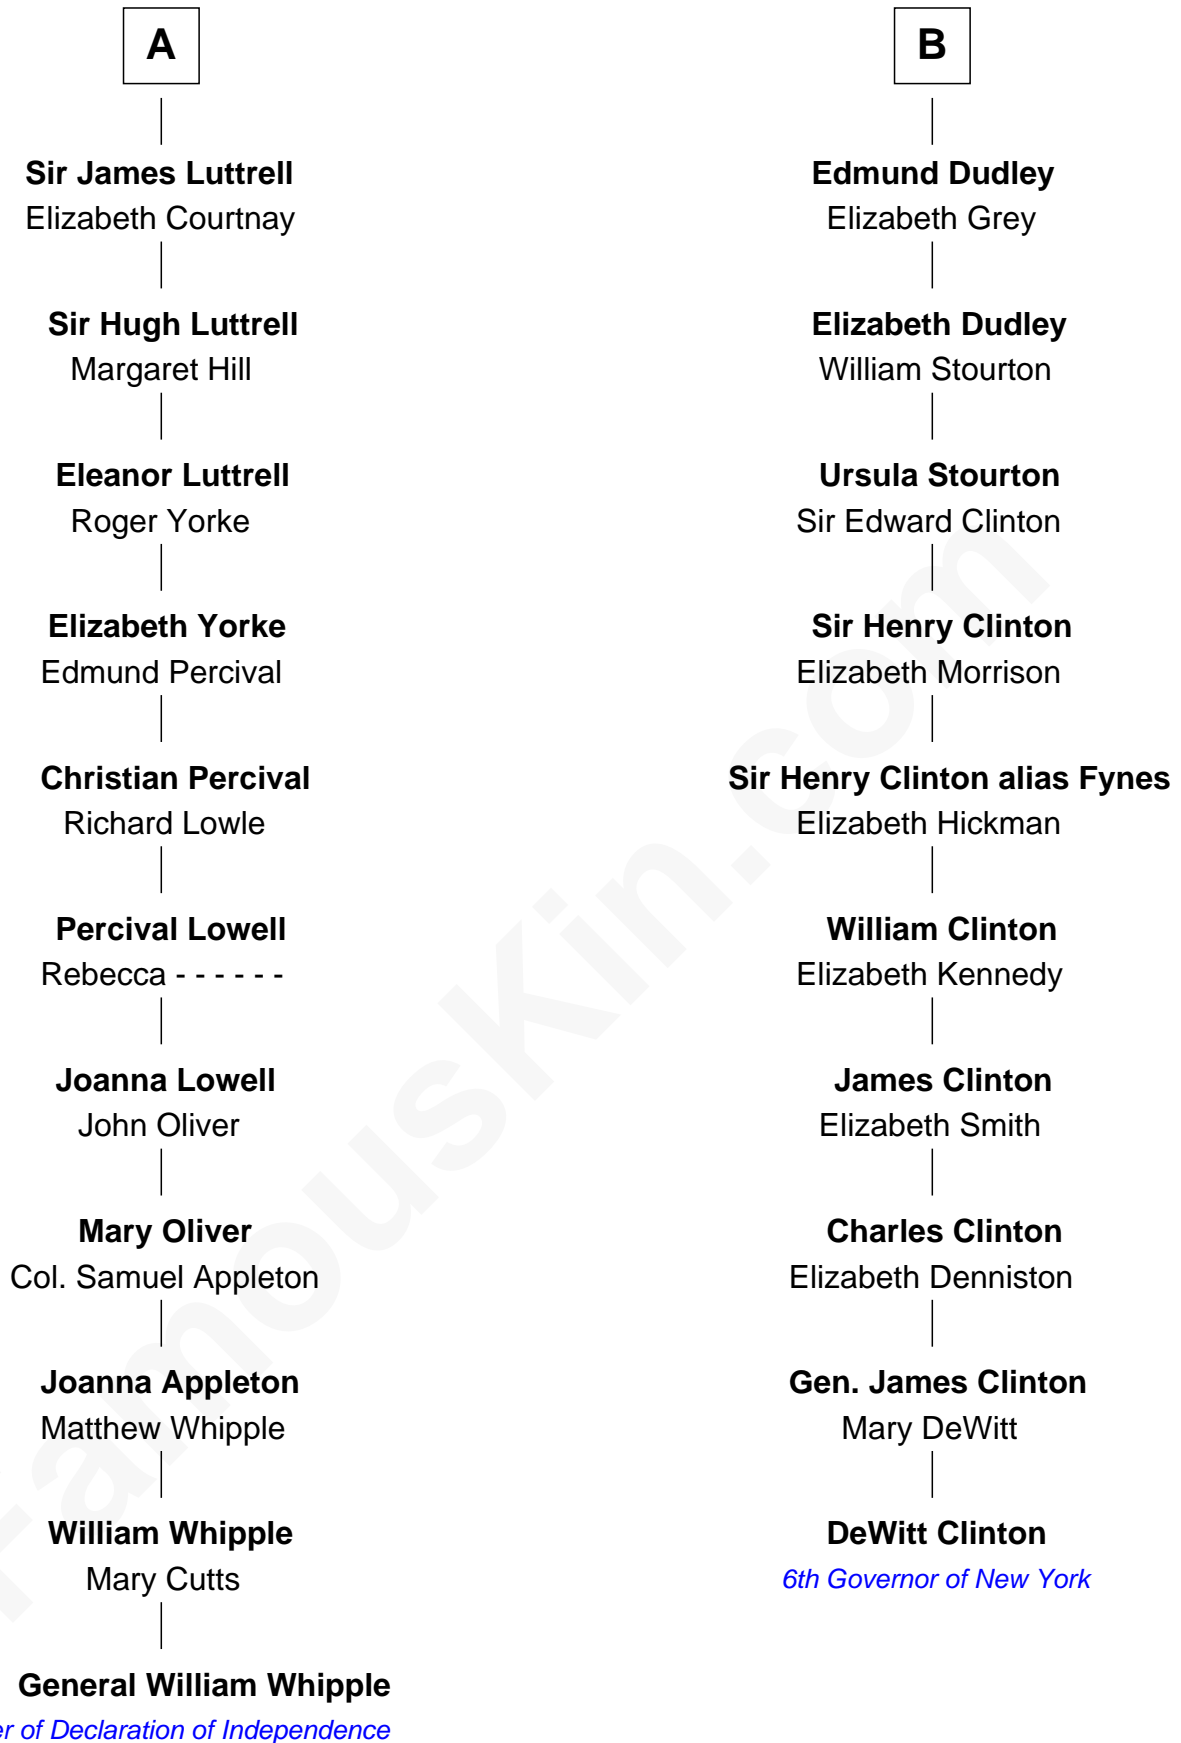 A
Sir James Luttrell
Elizabeth Courtnay
Sir Hugh Luttrell
Margaret Hill
Eleanor Luttrell
Roger Yorke
Elizabeth Yorke
Edmund Percival
Christian Percival
Richard Lowle
Percival Lowell
Rebecca - - - - - -
Joanna Lowell
John Oliver
Mary Oliver
Col. Samuel Appleton
Joanna Appleton
Matthew Whipple
William Whipple
Mary Cutts
General William Whipple
of Declaration of Independence
B
Edmund Dudley
Elizabeth Grey
Elizabeth Dudley
William Stourton
Ursula Stourton
Sir Edward Clinton
Sir Henry Clinton
Elizabeth Morrison
Sir Henry Clinton alias Fynes
Elizabeth Hickman
William Clinton
Elizabeth Kennedy
James Clinton
Elizabeth Smith
Charles Clinton
Elizabeth Denniston
Gen. James Clinton
Mary DeWitt
DeWitt Clinton
6th Governor of New York
FamousKin.com